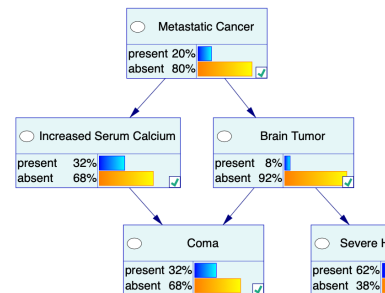 Metastatic Cancer
present 20%
absent 80%
Increased Serum Calcium
present 32%
absent 68%
Brain Tumor
present 8%
absent 92%
Coma
present 32%
absent 68%
Severe H
present 62%
absent 38%